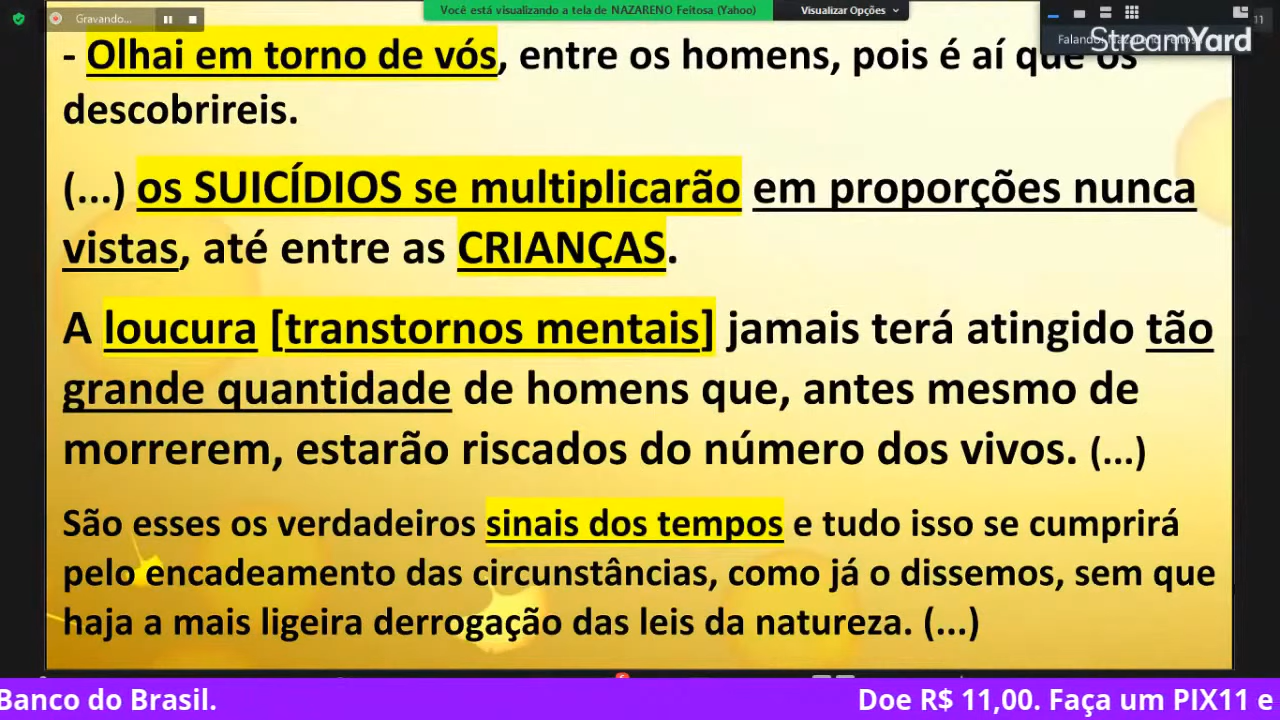 Gravando...
Você está visualizando a tela de NAZARENO Feitosa (Yahoo)
Visualizar Opções
11
StreamYard
- Olhai em torno de vós, entre os homens, pois é aí que os
descobrireis.
(...) os SUICÍDIOS se multiplicarão em proporções nunca
vistas, até entre as CRIANÇAS.
A loucura [transtornos mentais] jamais terá atingido tão
grande quantidade de homens que, antes mesmo de
morrerem, estarão riscados do número dos vivos. (...)
São esses os verdadeiros sinais dos tempos e tudo isso se cumprirá
pelo encadeamento das circunstâncias, como já o dissemos, sem que
haja a mais ligeira derrogação das leis da natureza. (...)
Banco do Brasil. Doe R$ 11,00. Faça um PIX11 e